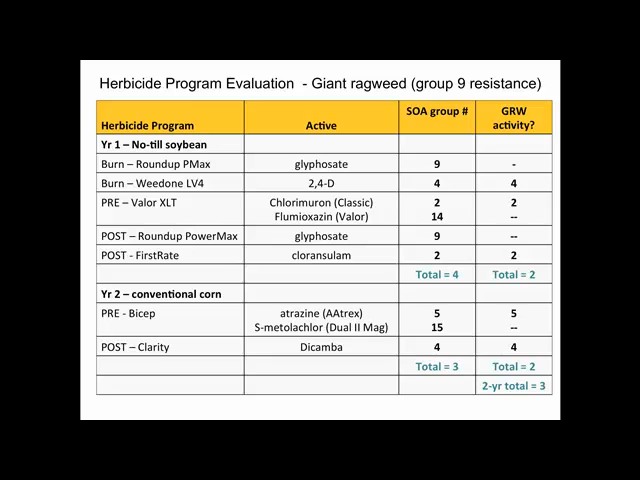 Herbicide Program Evaluation - Giant ragweed (group 9 resistance)
Herbicide Program Active SOA group # GRW activity?
Yr 1 – No-till soybean
Burn – Roundup PMax glyphosate 9 -
Burn – Weedone LV4 2,4-D 4 4
PRE – Valor XLT Chlorimuron (Classic) 2 2
Flumioxazin (Valor) 14 --
POST – Roundup PowerMax glyphosate 9 --
POST - FirstRate cloransulam 2 2
Total = 4 Total = 2
Yr 2 – conventional corn
PRE - Bicep atrazine (AAtrex) 5 5
S-metolachlor (Dual II Mag) 15 --
POST – Clarity Dicamba 4 4
Total = 3 Total = 2
2-yr total = 3